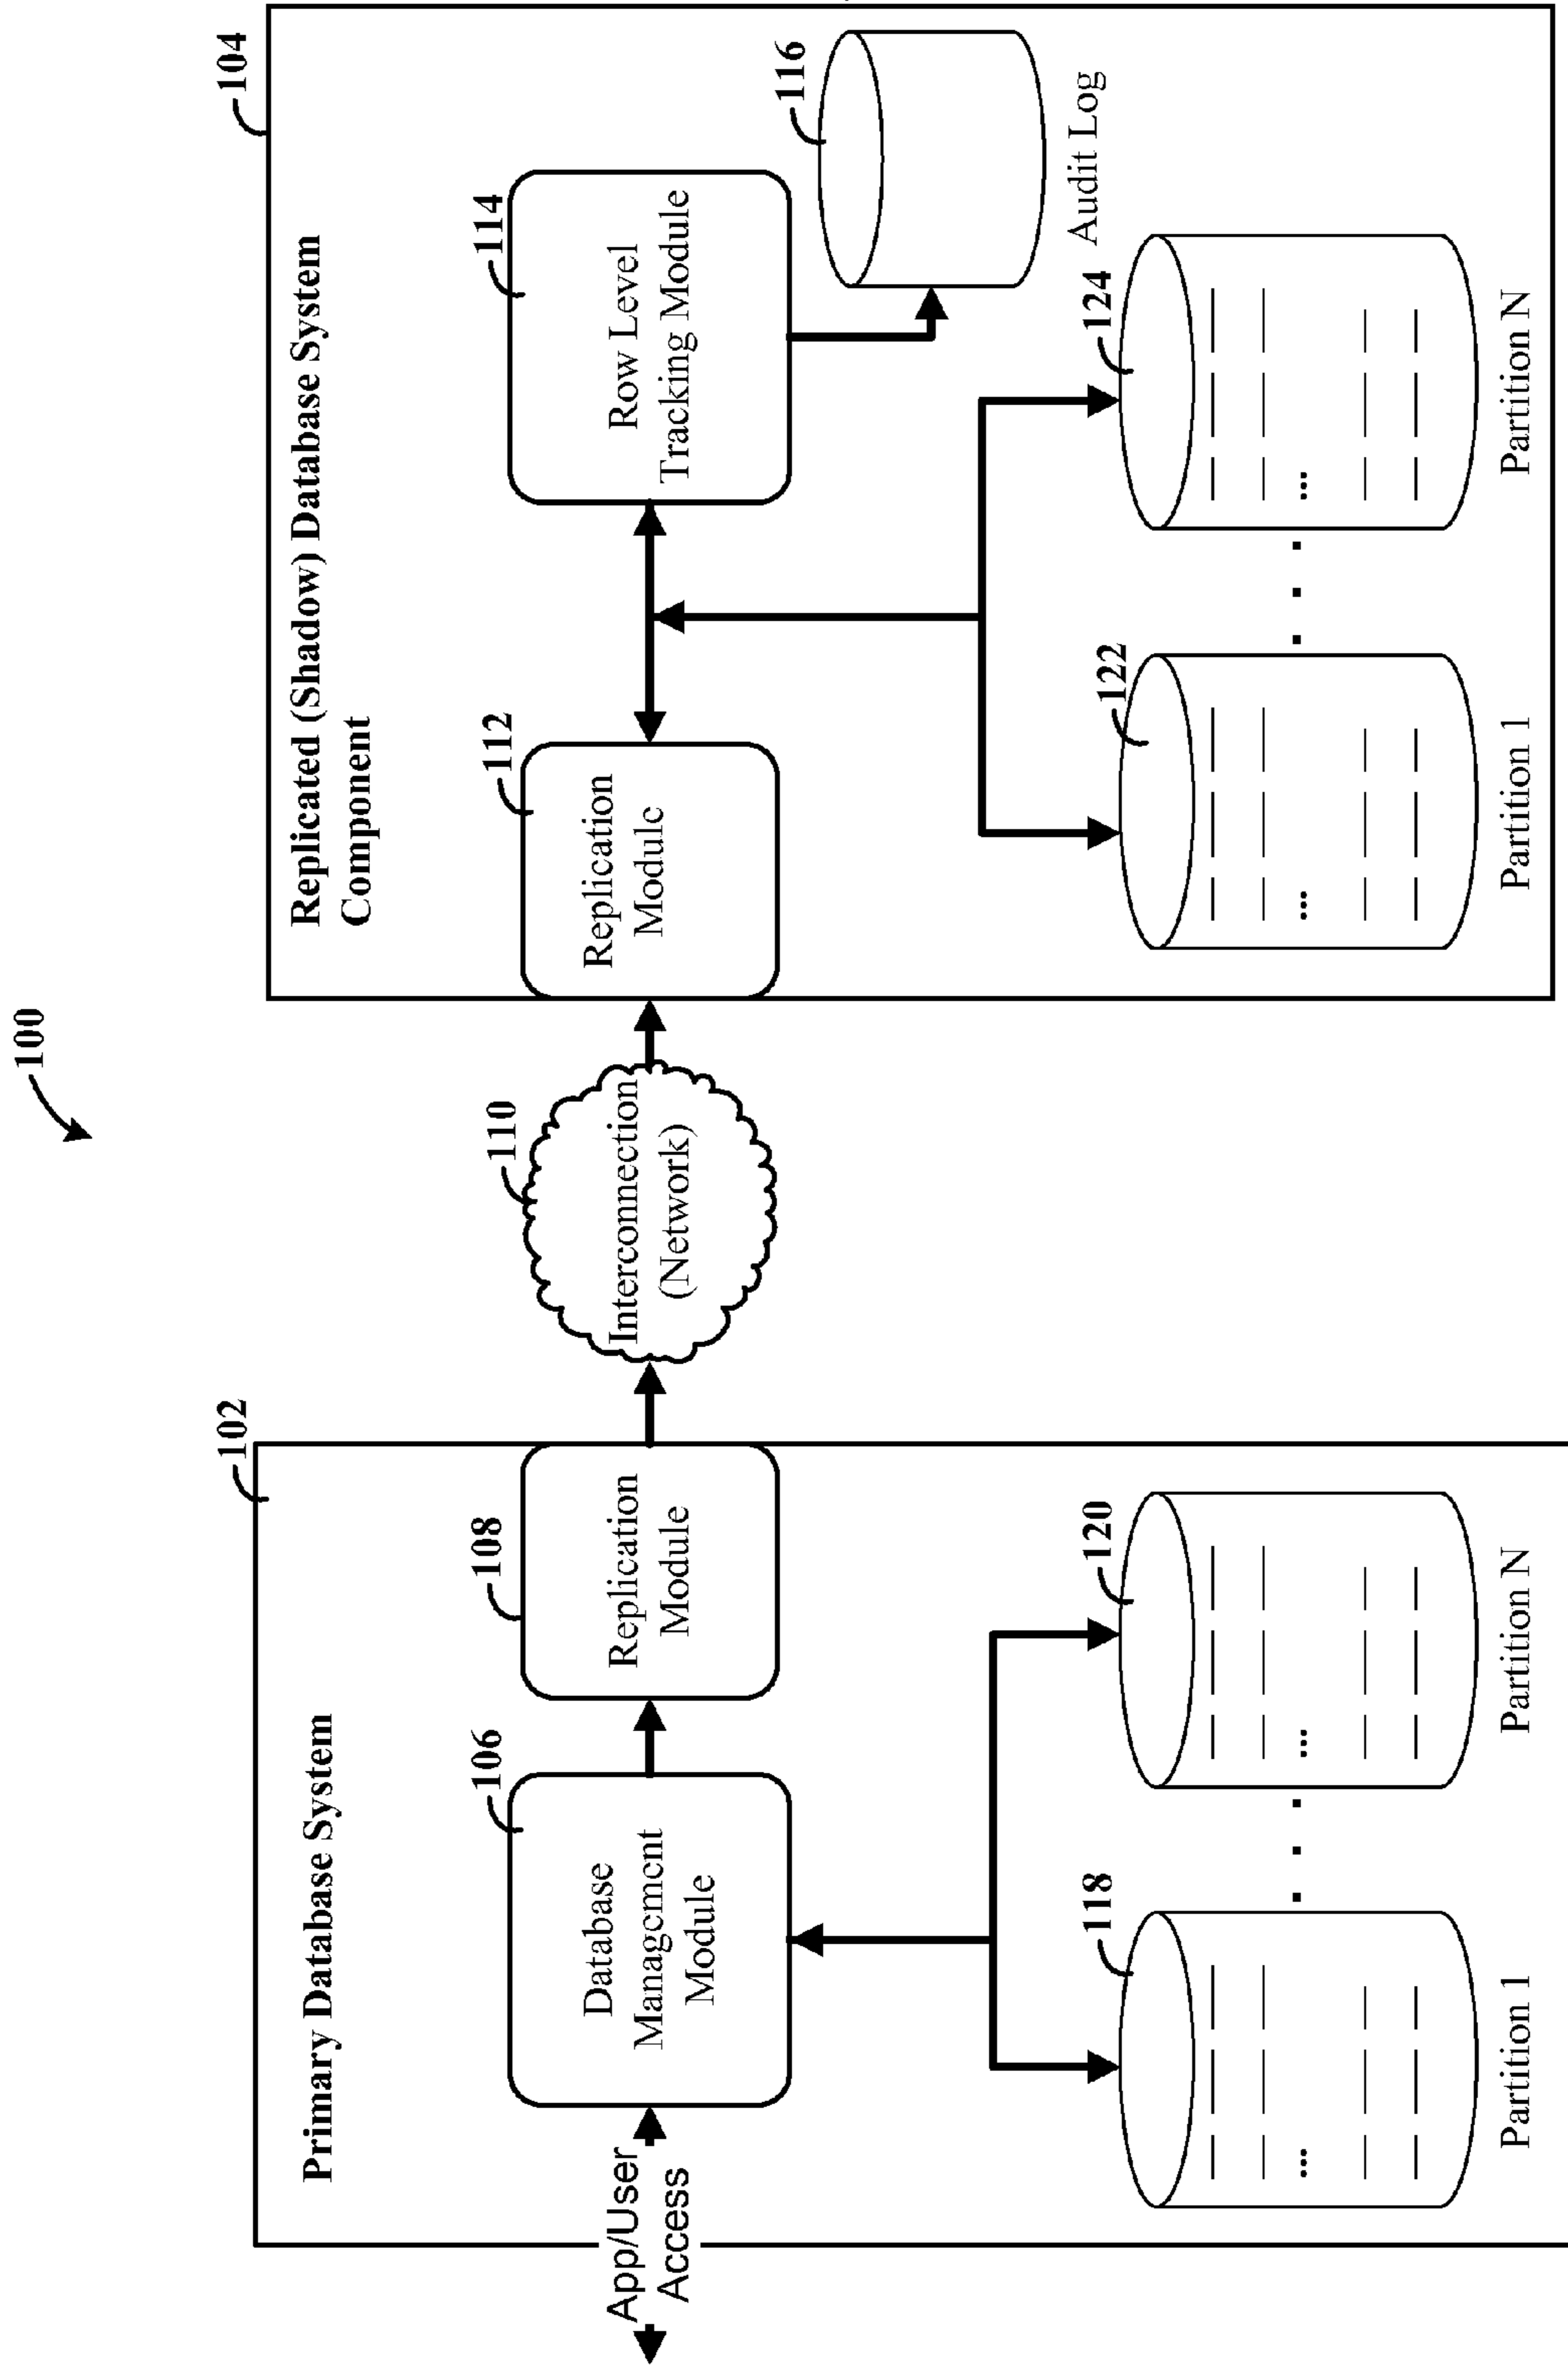 100
102
Primary Database System
App/User
Access
106
Database
Management
Module
108
Replication
Module
118
Partition 1
. . .
120
Partition N
110
Interconnection
(Network)
104
Replicated (Shadow) Database System
Component
112
Replication
Module
114
Row Level
Tracking Module
116
Audit Log
122
Partition 1
. . .
124
Partition N